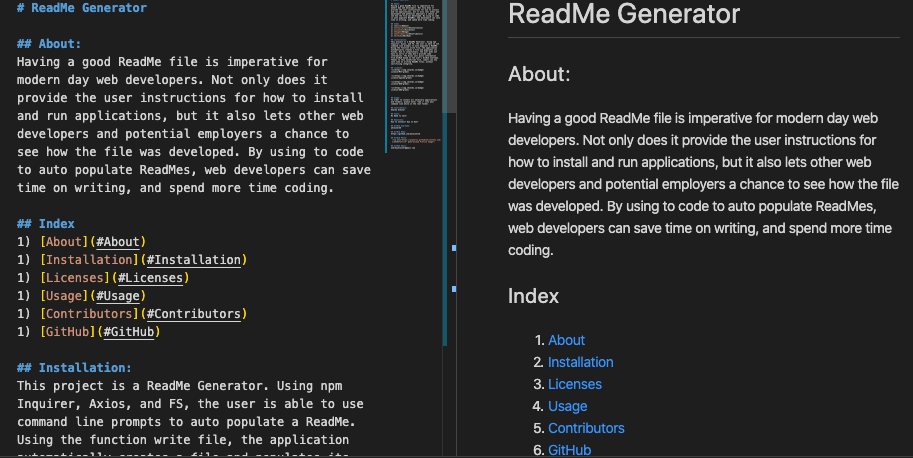 # ReadMe Generator
## About:
Having a good ReadMe file is imperative for
modern day web developers. Not only does it
provide the user instructions for how to install
and run applications, but it also lets other web
developers and potential employers a chance to
see how the file was developed. By using to code
to auto populate ReadMes, web developers can save
time on writing, and spend more time coding.
## Index
1) [About](#About)
1) [Installation](#Installation)
1) [Licenses](#Licenses)
1) [Usage](#Usage)
1) [Contributors](#Contributors)
1) [GitHub](#GitHub)
## Installation:
This project is a ReadMe Generator. Using npm
Inquirer, Axios, and FS, the user is able to use
command line prompts to auto populate a ReadMe.
Using the function write file, the application
automatically creates a file and populates its
ReadMe Generator
About:
Having a good ReadMe file is imperative for modern day web
developers. Not only does it provide the user instructions for
how to install and run applications, but it also lets other web
developers and potential employers a chance to see how the file
was developed. By using to code to auto populate ReadMes,
web developers can save time on writing, and spend more time
coding.
Index
1. About
2. Installation
3. Licenses
4. Usage
5. Contributors
6. GitHub